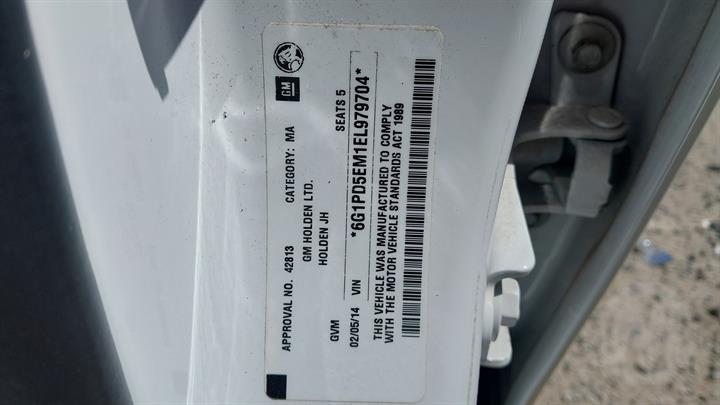 APPROVAL NO. 42813 CATEGORY: MA
GM HOLDEN LTD.
HOLDEN JH
GM
GVM SEATS 5
02/05/14 VIN *6G1PD5EM1EL979704*
THIS VEHICLE WAS MANUFACTURED TO COMPLY
WITH THE MOTOR VEHICLE STANDARDS ACT 1989